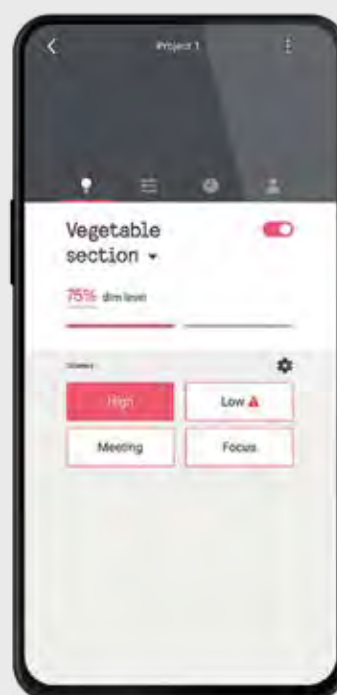 Project 1
Vegetable
section
75% dim level
High
Low
Meeting
Focus